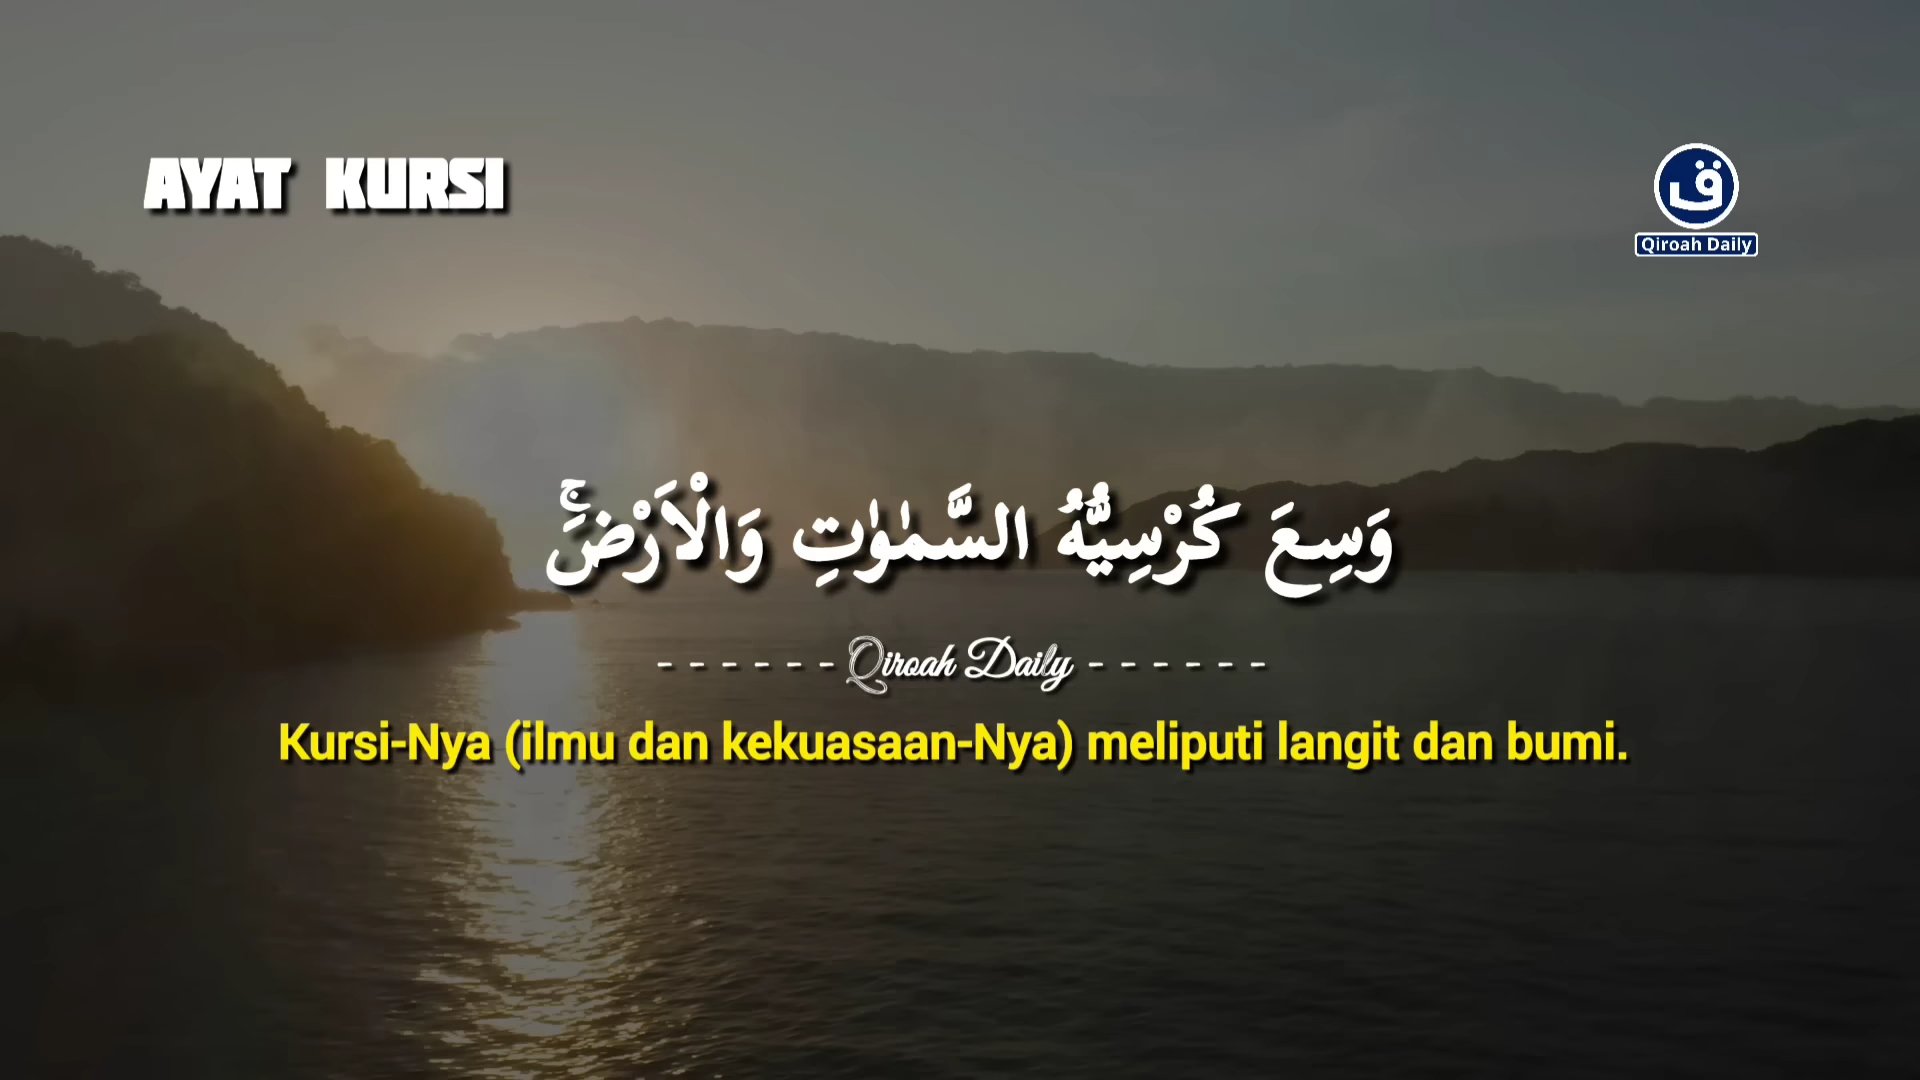 AYAT KURSI
ق
Qiroah Daily
وَسِعَ كُرْسِيُّهُ السَّمٰوٰتِ وَالْاَرْضَۚ
------Qiroah Daily------
Kursi-Nya (ilmu dan kekuasaan-Nya) meliputi langit dan bumi.